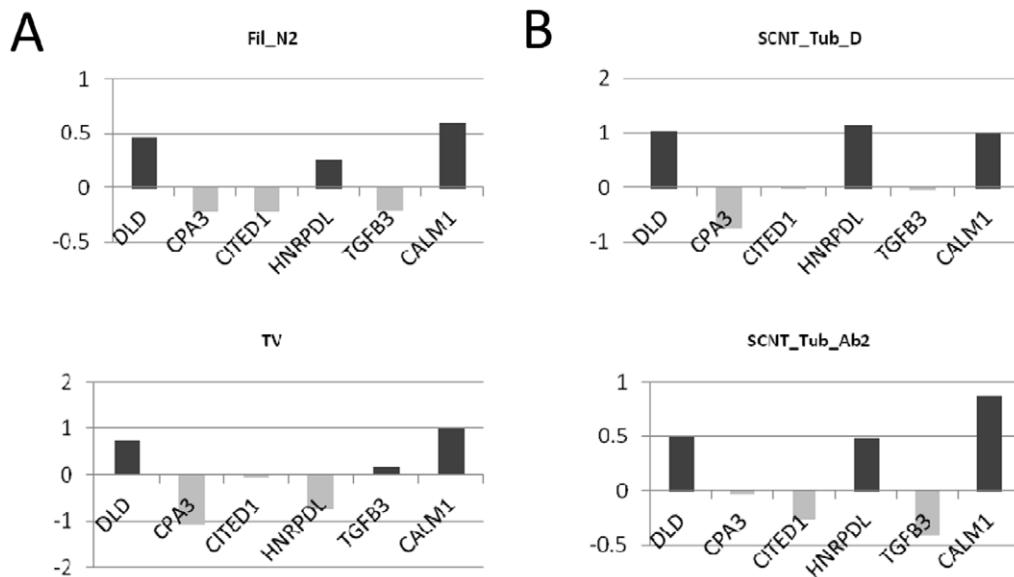 A
Fil_N2
1
0.5
0
-0.5
DLD
CPA3
CITED1
HNRPDL
TGFB3
CALM1
B
SCNT_Tub_D
2
1
0
-1
DLD
CPA3
CITED1
HNRPDL
TGFB3
CALM1
TV
2
1
0
-1
-2
DLD
CPA3
CITED1
HNRPDL
TGFB3
CALM1
SCNT_Tub_Ab2
1
0.5
0
-0.5
DLD
CPA3
CITED1
HNRPDL
TGFB3
CALM1